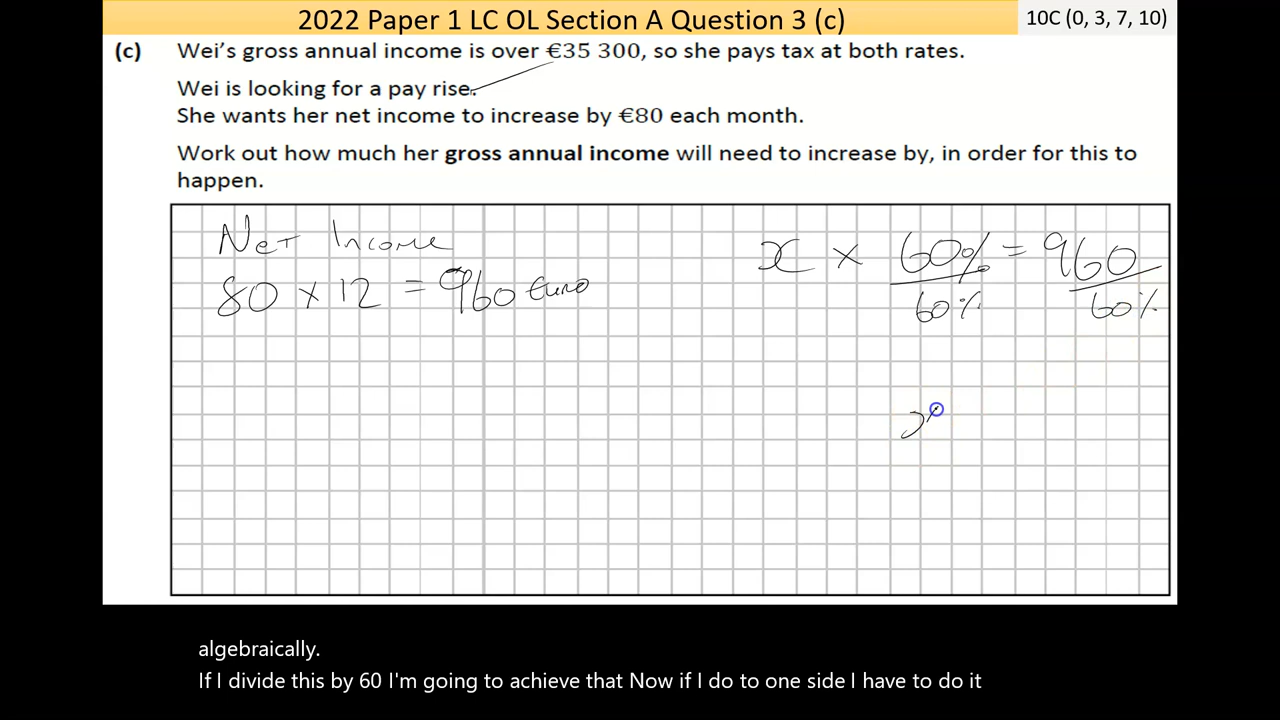 2022 Paper 1 LC OL Section A Question 3 (c)
10C (0, 3, 7, 10)
(c) Wei's gross annual income is over €35 300, so she pays tax at both rates.
Wei is looking for a pay rise.
She wants her net income to increase by €80 each month.
Work out how much her gross annual income will need to increase by, in order for this to
happen.
Net Income
80 × 12 = 960 Euro
x × 60% = 960
60% 60%
x
algebraically.
If I divide this by 60 I'm going to achieve that Now if I do to one side I have to do it